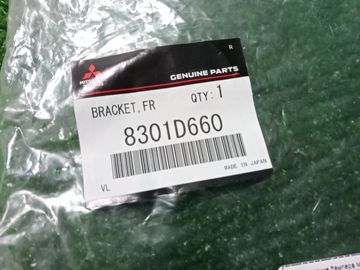 R
GENUINE PARTS
BRACKET,FR QTY:1
8301D660
MADE IN JAPAN
VL